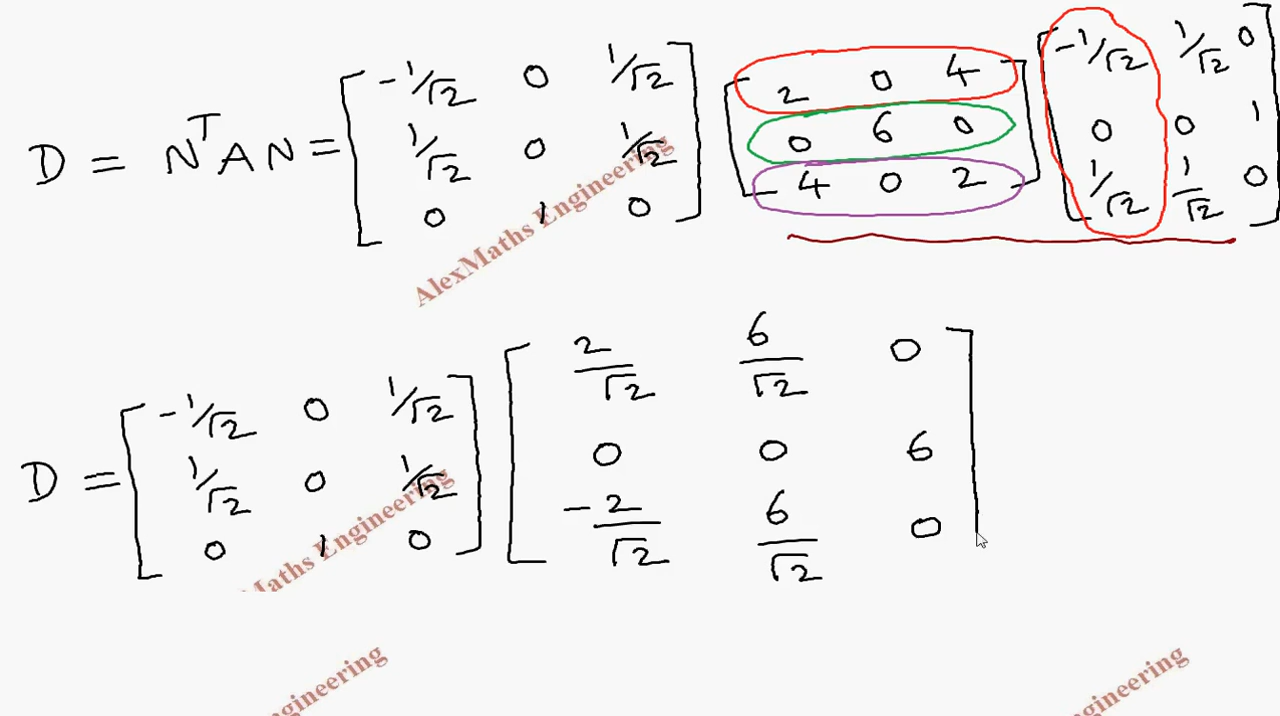 D = NᵀAN = [ -1/√2 0 1/√2 ] [ 2 0 4 ] [ -1/√2 1/√2 0 ]
[ 1/√2 0 1/√2 ] [ 0 6 0 ] [ 0 0 1 ]
[ 0 1 0 ] [ 4 0 2 ] [ 1/√2 1/√2 0 ]
AlexMaths Engineering
D = [ -1/√2 0 1/√2 ] [ 2/√2 6/√2 0 ]
[ 1/√2 0 1/√2 ] [ 0 0 6 ]
[ 0 1 0 ] [ -2/√2 6/√2 0 ]
Maths Engineering
gineering
gineering